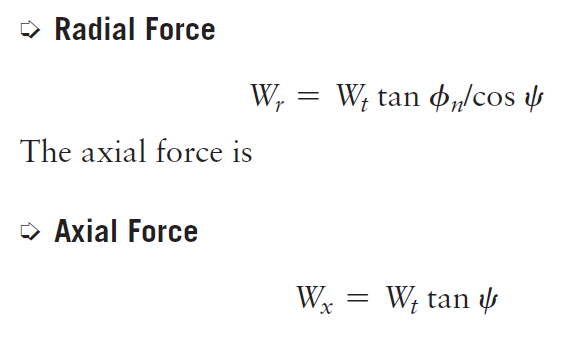 ➩ Radial Force
Wᵣ = Wₜ tan ϕₙ/cos ψ
The axial force is
➩ Axial Force
Wₓ = Wₜ tan ψ